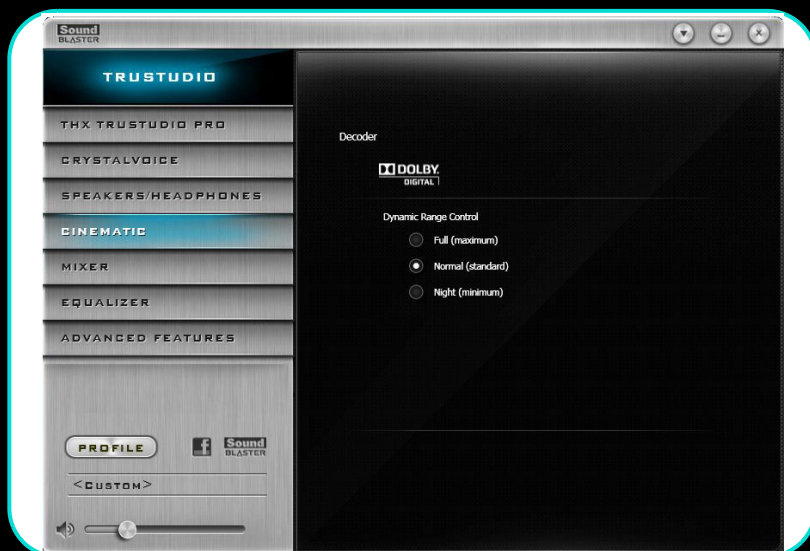 Sound
BLASTER
TRUSTUDIO
THX TRUSTUDIO PRO
CRYSTALVOICE
SPEAKERS/HEADPHONES
CINEMATIC
MIXER
EQUALIZER
ADVANCED FEATURES
PROFILE
f
Sound
BLASTER
<CUSTOM>
Decoder
DOLBY
DIGITAL
Dynamic Range Control
Full (maximum)
Normal (standard)
Night (minimum)